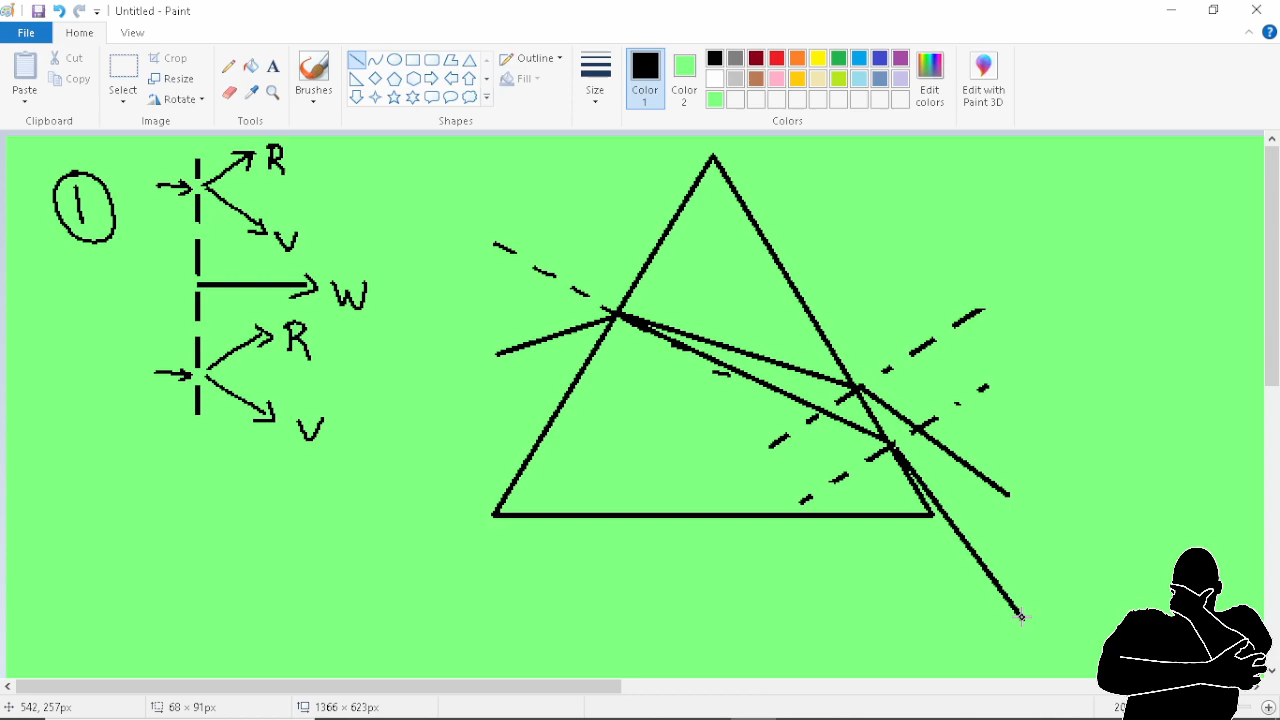 Untitled - Paint
File
Home
View
Paste
Cut
Copy
Clipboard
Select
Crop
Resize
Rotate
Image
A
Tools
Brushes
Shapes
Outline
Fill
Size
Color
1
Color
2
Colors
Edit
colors
Edit with
Paint 3D
1
R
V
W
R
V
542, 257px
68 × 91px
1366 × 623px